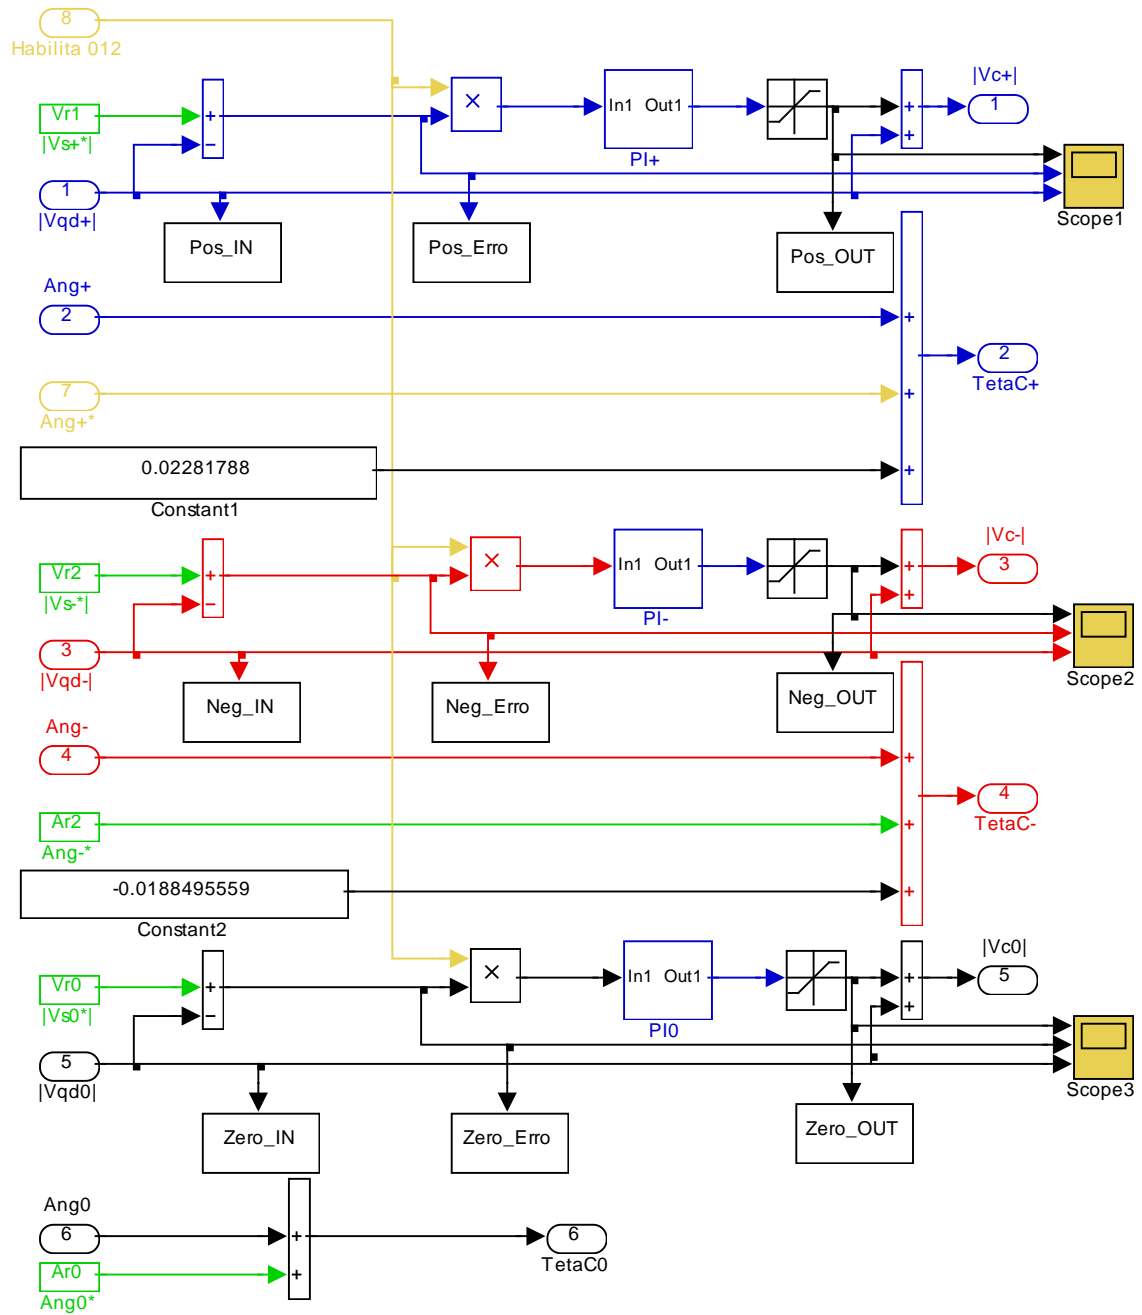 8
Habilita 012
Vr1
|Vs+*|
+
−
×
In1 Out1
PI+
+
+
|Vc+|
1
1
|Vqd+|
Pos_IN
Pos_Erro
Pos_OUT
Scope1
Ang+
2
+
7
Ang+*
+
2
TetaC+
0.02281788
Constant1
+
Vr2
|Vs-*|
+
−
×
In1 Out1
PI-
+
+
|Vc-|
3
3
|Vqd-|
Neg_IN
Neg_Erro
Neg_OUT
Scope2
Ang-
4
+
Ar2
Ang-*
+
4
TetaC-
-0.0188495559
Constant2
+
Vr0
|Vs0*|
+
−
×
In1 Out1
PI0
+
+
|Vc0|
5
5
|Vqd0|
Zero_IN
Zero_Erro
Zero_OUT
Scope3
Ang0
6
+
Ar0
Ang0*
+
6
TetaC0